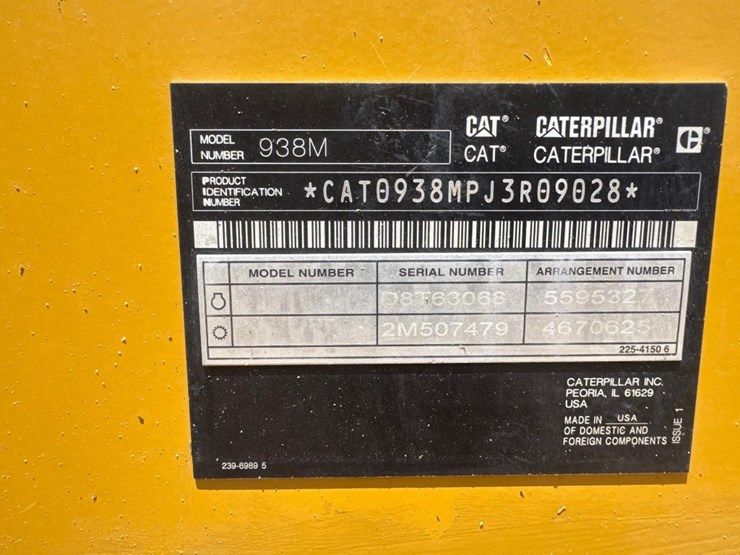 MODEL NUMBER 938M
CAT® CATERPILLAR®
CAT® CATERPILLAR®
PRODUCT IDENTIFICATION NUMBER *CAT0938MPJ3R09028*
MODEL NUMBER SERIAL NUMBER ARRANGEMENT NUMBER
D8T63068 5595327
2M507479 4670625
225-4150 6
CATERPILLAR INC.
PEORIA, IL 61629
USA
MADE IN USA
OF DOMESTIC AND
FOREIGN COMPONENTS
ISSUE 1
239-6989 5